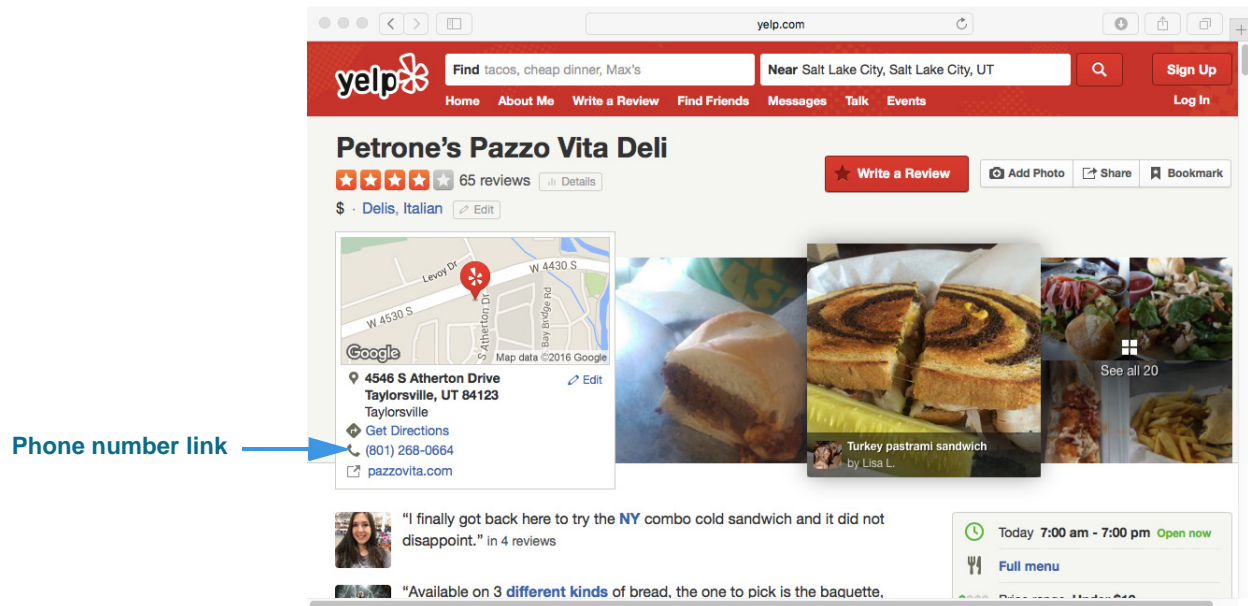 yelp.com
yelp
Find tacos, cheap dinner, Max's
Near Salt Lake City, Salt Lake City, UT
Sign Up
Home About Me Write a Review Find Friends Messages Talk Events
Log In
Petrone's Pazzo Vita Deli
65 reviews Details
Write a Review
Add Photo Share Bookmark
$ · Delis, Italian Edit
Levoy Dr
W 4430 S
W 4530 S
S Atherton Dr
Bay Bridge Rd
Google
Map data ©2016 Google
4546 S Atherton Drive
Edit
Taylorsville, UT 84123
Taylorsville
Get Directions
Phone number link
(801) 268-0664
pazzovita.com
See all 20
Turkey pastrami sandwich
by Lisa L.
“I finally got back here to try the NY combo cold sandwich and it did not
disappoint.” in 4 reviews
“Available on 3 different kinds of bread, the one to pick is the baguette,
Today 7:00 am - 7:00 pm Open now
Full menu
Price range Under $10